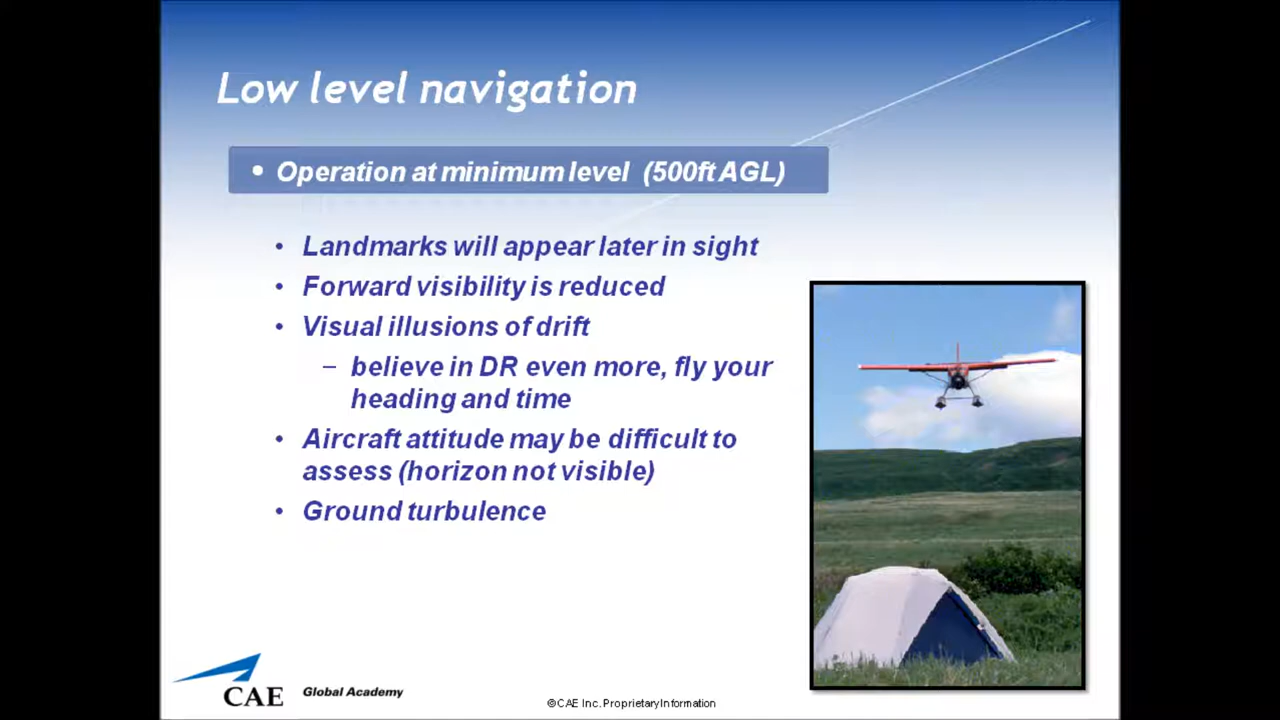 Low level navigation
• Operation at minimum level (500ft AGL)
• Landmarks will appear later in sight
• Forward visibility is reduced
• Visual illusions of drift
– believe in DR even more, fly your
heading and time
• Aircraft attitude may be difficult to
assess (horizon not visible)
• Ground turbulence
CAE Global Academy
©CAE Inc. Proprietary Information